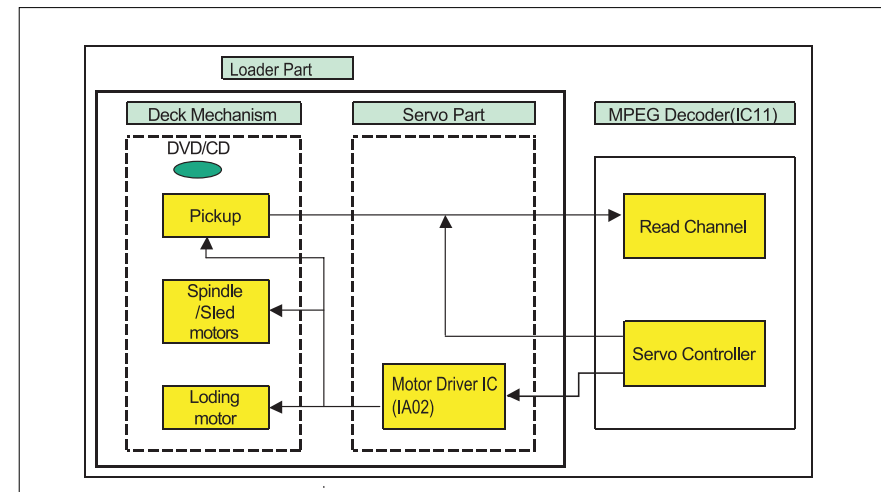 Loader Part
Deck Mechanism
Servo Part
MPEG Decoder(IC11)
DVD/CD
Pickup
Read Channel
Spindle
/Sled
motors
Servo Controller
Motor Driver IC
(IA02)
Loding
motor